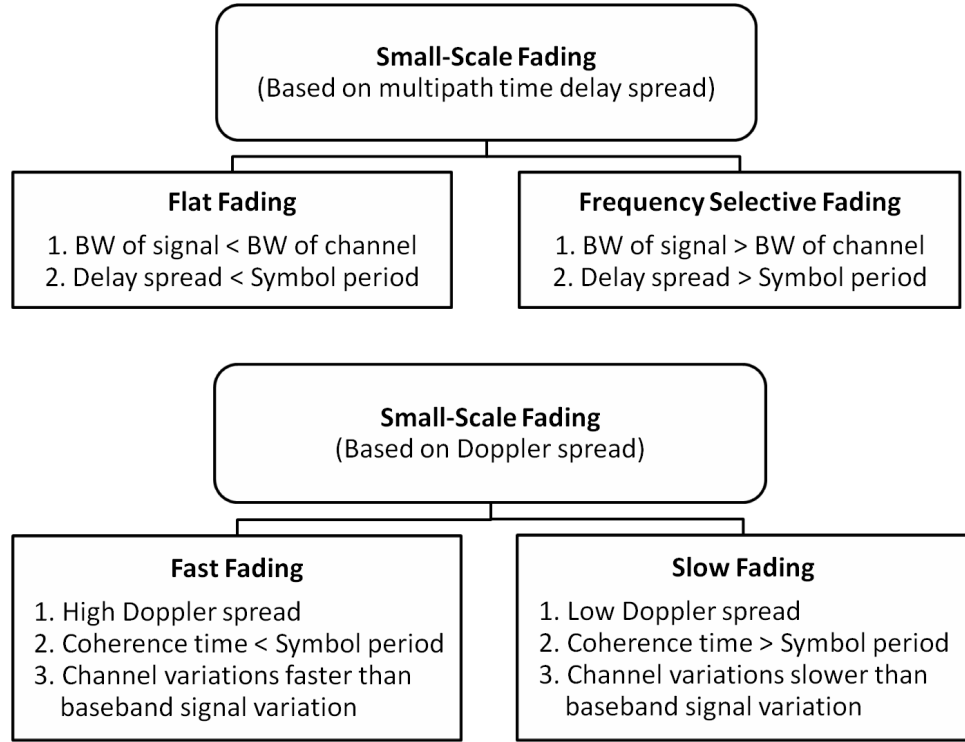 Small-Scale Fading
(Based on multipath time delay spread)
Flat Fading
1. BW of signal < BW of channel
2. Delay spread < Symbol period
Frequency Selective Fading
1. BW of signal > BW of channel
2. Delay spread > Symbol period
Small-Scale Fading
(Based on Doppler spread)
Fast Fading
1. High Doppler spread
2. Coherence time < Symbol period
3. Channel variations faster than
baseband signal variation
Slow Fading
1. Low Doppler spread
2. Coherence time > Symbol period
3. Channel variations slower than
baseband signal variation